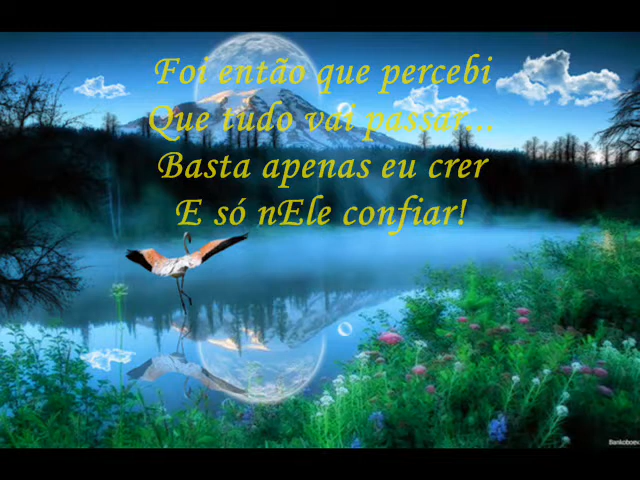 Foi então que percebi
Que tudo vai passar...
Basta apenas eu crer
E só nEle confiar!